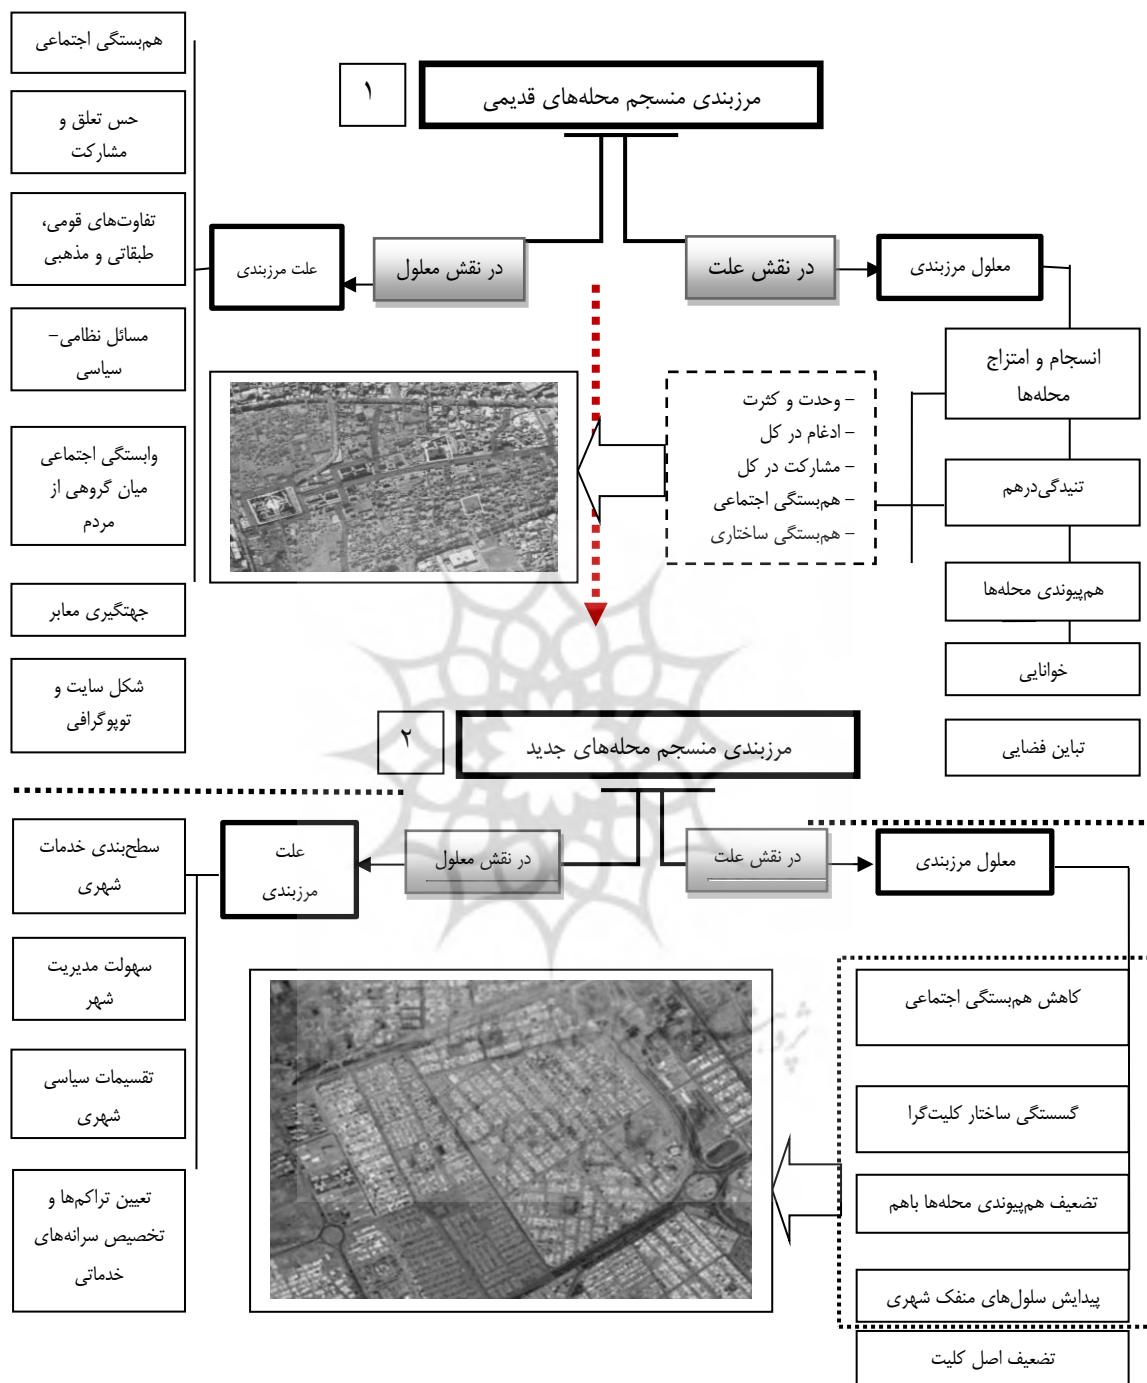 ۱
مرزبندی منسجم محله‌های قدیمی
در نقش علت
معلول مرزبندی
انسجام و امتزاج
محله‌ها
تنیدگی‌درهم
هم‌پیوندی محله‌ها
خوانایی
تباین فضایی
– وحدت و کثرت
– ادغام در کل
– مشارکت در کل
– هم‌بستگی اجتماعی
– هم‌بستگی ساختاری
در نقش معلول
علت مرزبندی
هم‌بستگی اجتماعی
حس تعلق و
مشارکت
تفاوت‌های قومی،
طبقاتی و مذهبی
مسائل نظامی–
سیاسی
وابستگی اجتماعی
میان گروهی از
مردم
جهتگیری معابر
شکل سایت و
توپوگرافی
۲
مرزبندی منسجم محله‌های جدید
در نقش علت
معلول مرزبندی
کاهش هم‌بستگی اجتماعی
گسستگی ساختار کلیت‌گرا
تضعیف هم‌پیوندی محله‌ها باهم
پیدایش سلول‌های منفک شهری
تضعیف اصل کلیت
در نقش معلول
علت
مرزبندی
سطح‌بندی خدمات
شهری
سهولت مدیریت
شهر
تقسیمات سیاسی
شهری
تعیین تراکم‌ها و
تخصیص سرانه‌های
خدماتی